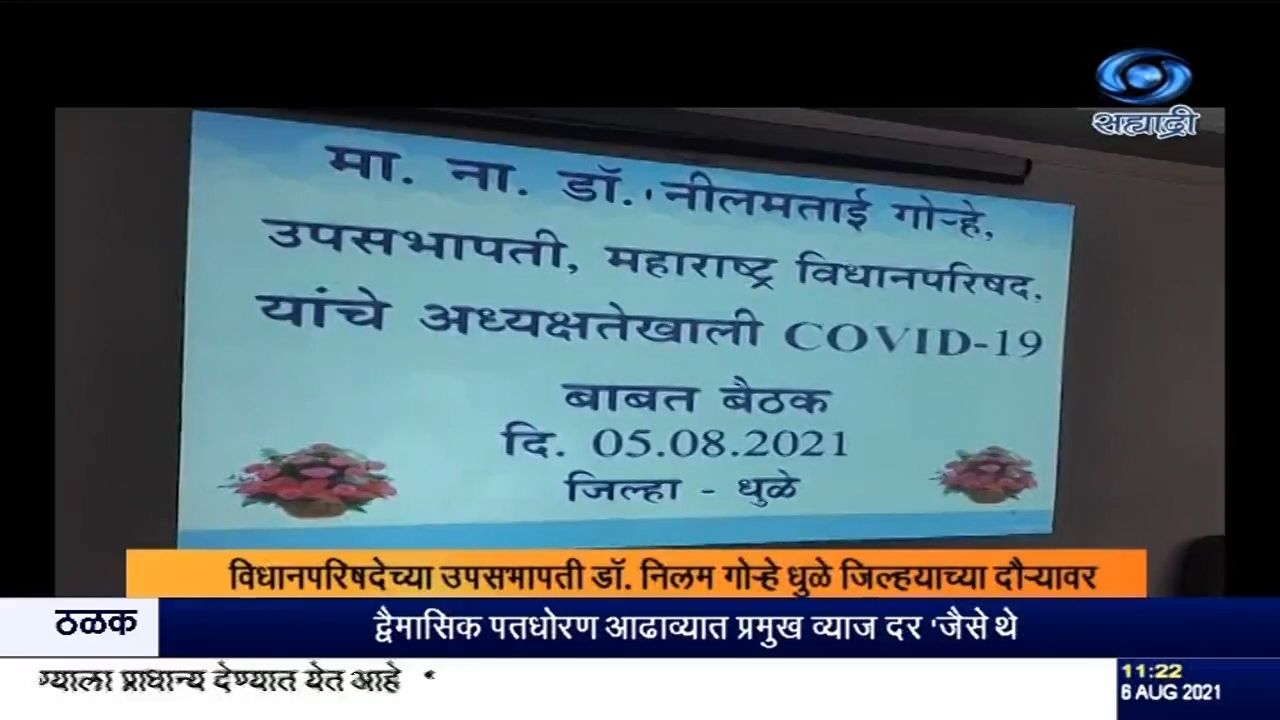 सह्याद्री
मा. ना. डॉ. नीलमताई गोऱ्हे,
उपसभापती, महाराष्ट्र विधानपरिषद,
यांचे अध्यक्षतेखाली COVID-19
बाबत बैठक
दि. 05.08.2021
जिल्हा - धुळे
विधानपरिषदेच्या उपसभापती डॉ. निलम गोऱ्हे धुळे जिल्हयाच्या दौऱ्यावर
ठळक
द्वैमासिक पतधोरण आढाव्यात प्रमुख व्याज दर 'जैसे थे
प्राधान्य देण्यात येत आहे *
11:22
6 AUG 2021